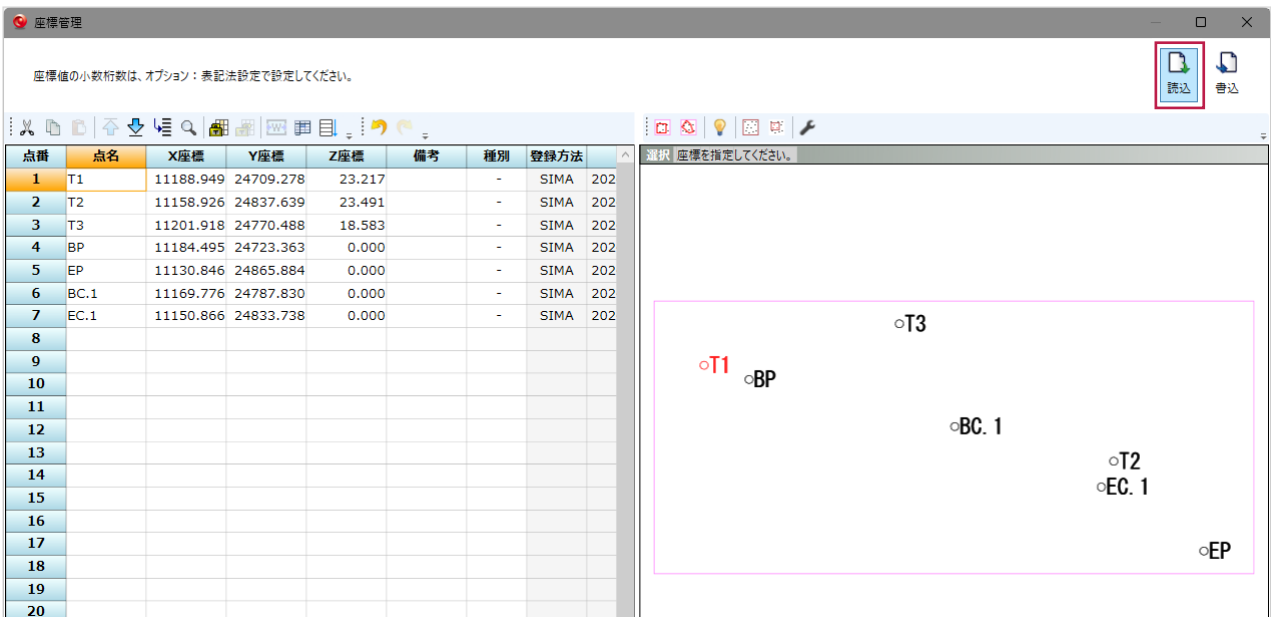 座標管理
座標値の小数桁数は、オプション：表記法設定で設定してください。
読込 書込
点番 点名 X座標 Y座標 Z座標 備考 種別 登録方法
1 T1 11188.949 24709.278 23.217 - SIMA 202
2 T2 11158.926 24837.639 23.491 - SIMA 202
3 T3 11201.918 24770.488 18.583 - SIMA 202
4 BP 11184.495 24723.363 0.000 - SIMA 202
5 EP 11130.846 24865.884 0.000 - SIMA 202
6 BC.1 11169.776 24787.830 0.000 - SIMA 202
7 EC.1 11150.866 24833.738 0.000 - SIMA 202
8
9
10
11
12
13
14
15
16
17
18
19
20
選択 座標を指定してください。
T3
T1
BP
BC. 1
T2
EC. 1
EP